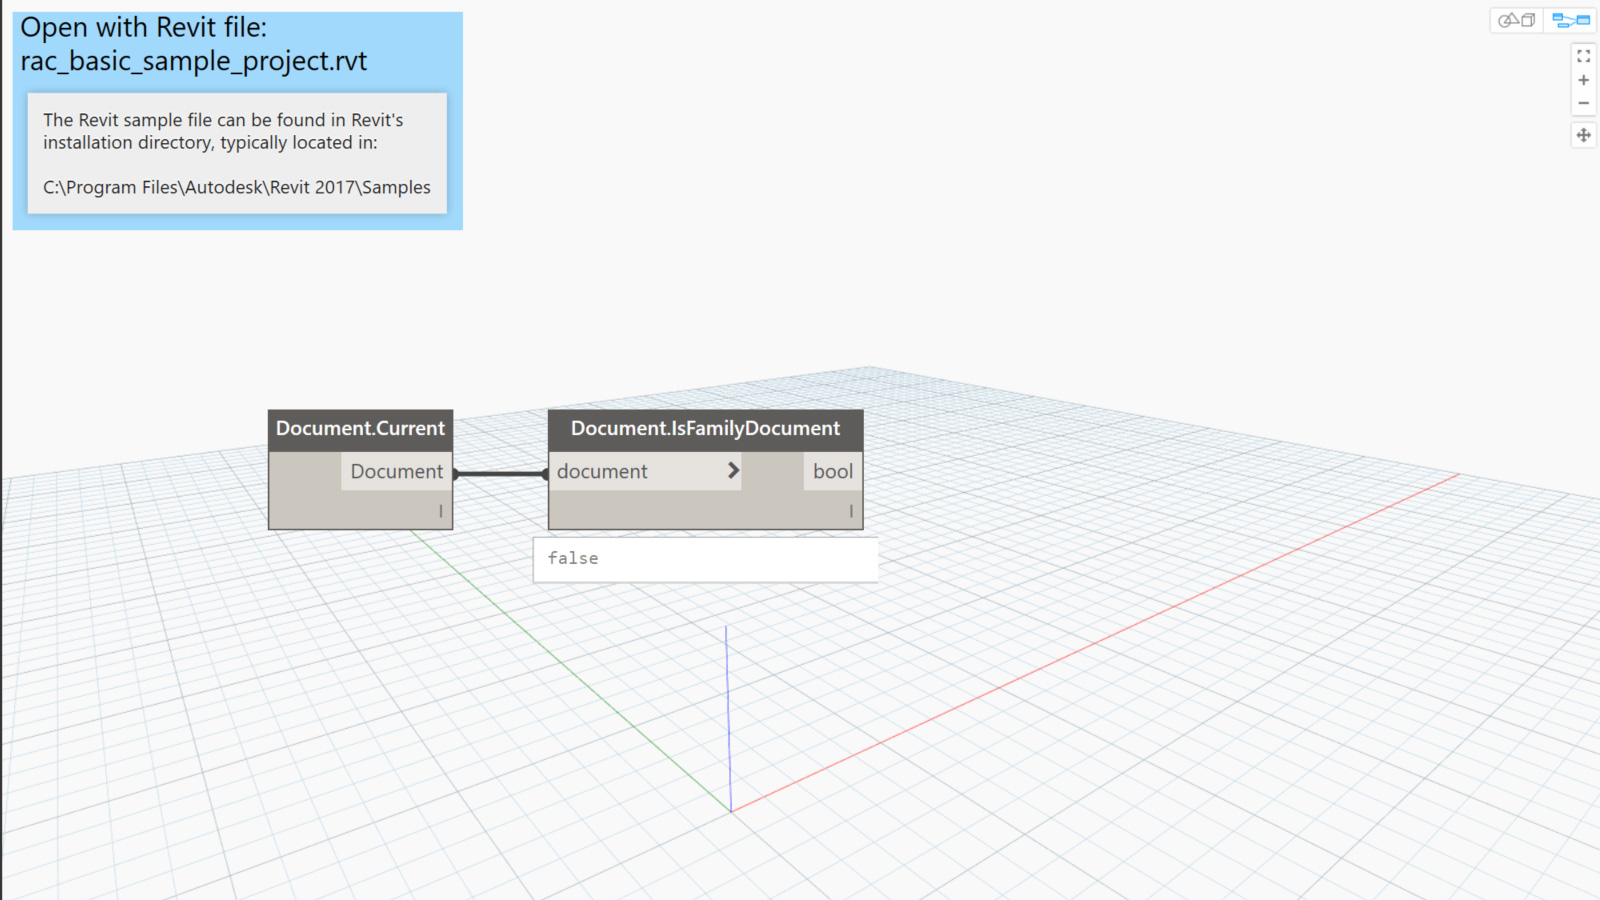 Open with Revit file:
rac_basic_sample_project.rvt
The Revit sample file can be found in Revit's
installation directory, typically located in:
C:\Program Files\Autodesk\Revit 2017\Samples
Document.Current
Document
l
Document.IsFamilyDocument
document > bool
l
false